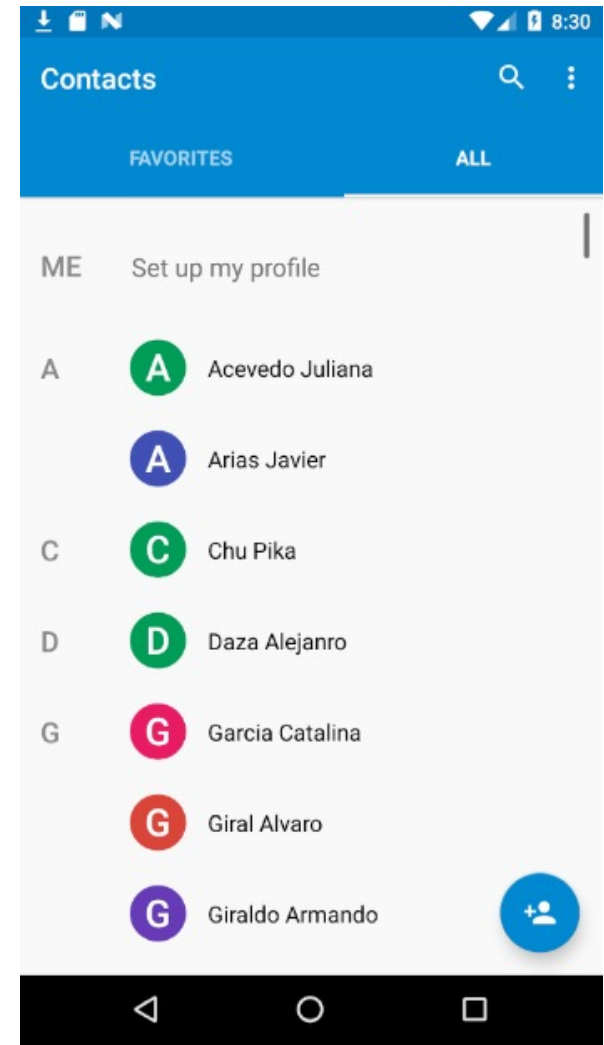 8:30
Contacts
FAVORITES ALL
ME Set up my profile
A A Acevedo Juliana
A Arias Javier
C C Chu Pika
D D Daza Alejanro
G G Garcia Catalina
G Giral Alvaro
G Giraldo Armando